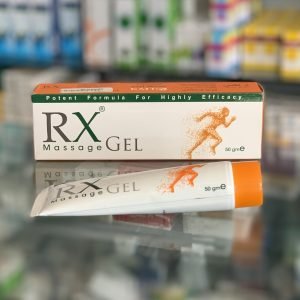 Potent Formula For Highly Efficacy
RX® GEL
Massage
50 gm e
RX GEL
Massage
50 gm e